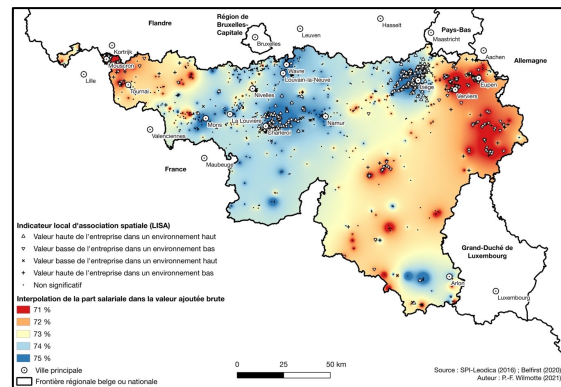 Flandre
Région de
Bruxelles-
Capitale
Leuven
Hasselt
Pays-Bas
Maastricht
Kortrijk
Bruxelles
Aachen
Allemagne
Mouscron
Lille
Wavre
Louvain-la-Neuve
Liège
Eupen
Tournai
Nivelles
Verviers
Mons
La Louvière
Namur
Charleroi
Valenciennes
France
Maubeuge
Indicateur local d'association spatiale (LISA)
Valeur haute de l'entreprise dans un environnement haut
Valeur basse de l'entreprise dans un environnement bas
Valeur basse de l'entreprise dans un environnement haut
Valeur haute de l'entreprise dans un environnement bas
Non significatif
Grand-Duché de
Luxembourg
Interpolation de la part salariale dans la valeur ajoutée brute
71 %
72 %
73 %
74 %
75 %
Arlon
Luxembourg
Ville principale
Frontière régionale belge ou nationale
0 25 50 km
Source : SPI-Leodica (2016) ; Belfirst (2020)
Auteur : P.-F. Wilmotte (2021)